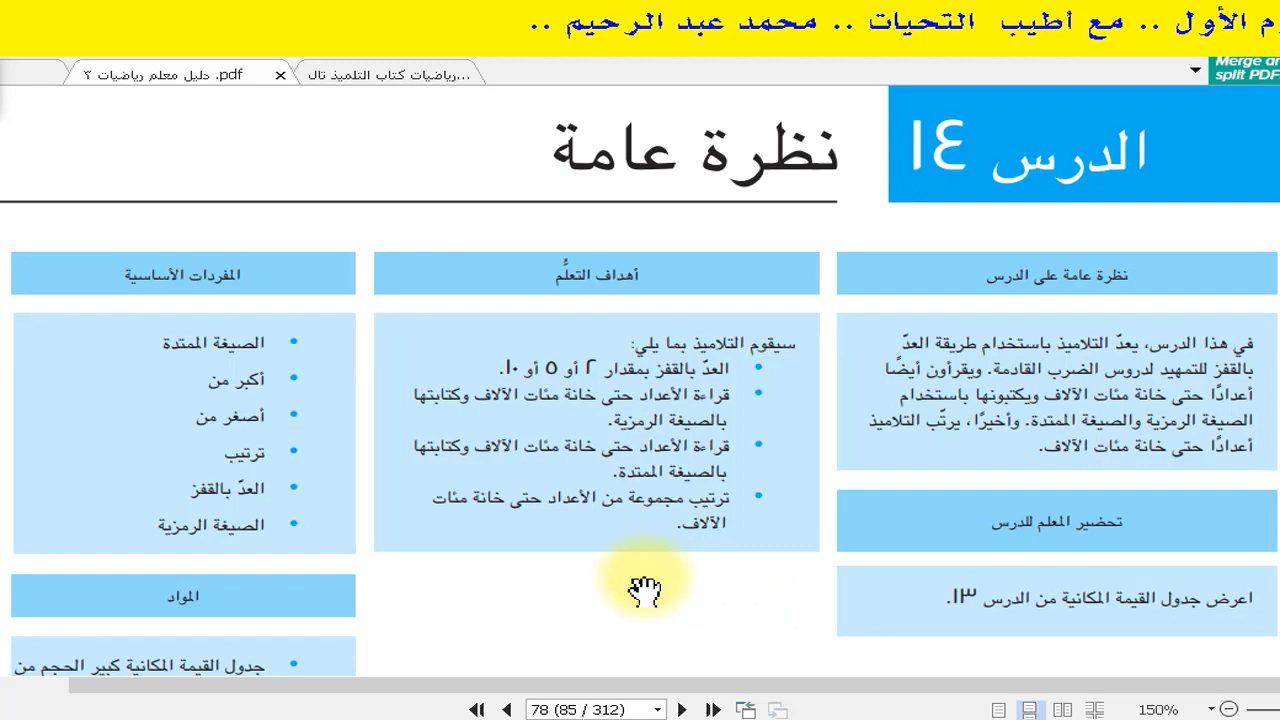 م الأول .. مع أطيب التحيات .. محمد عبد الرحيم ..
دليل معلم رياضيات ٢ .pdf
رياضيات كتاب التلميذ تال...
Merge an
split PDF
الدرس ١٤
نظرة عامة
نظرة عامة على الدرس
في هذا الدرس، يعدّ التلاميذ باستخدام طريقة العدّ
بالقفز للتمهيد لدروس الضرب القادمة. ويقرأون أيضًا
أعدادًا حتى خانة مئات الآلاف ويكتبونها باستخدام
الصيغة الرمزية والصيغة الممتدة. وأخيرًا، يرتّب التلاميذ
أعدادًا حتى خانة مئات الآلاف.
تحضير المعلم للدرس
اعرض جدول القيمة المكانية من الدرس ١٣.
أهداف التعلُّم
سيقوم التلاميذ بما يلي:
• العدّ بالقفز بمقدار ٢ أو ٥ أو ١٠.
• قراءة الأعداد حتى خانة مئات الآلاف وكتابتها
بالصيغة الرمزية.
• قراءة الأعداد حتى خانة مئات الآلاف وكتابتها
بالصيغة الممتدة.
• ترتيب مجموعة من الأعداد حتى خانة مئات
الآلاف.
المفردات الأساسية
• الصيغة الممتدة
• أكبر من
• أصغر من
• ترتيب
• العدّ بالقفز
• الصيغة الرمزية
المواد
• جدول القيمة المكانية كبير الحجم من
78 (85 / 312)
150%